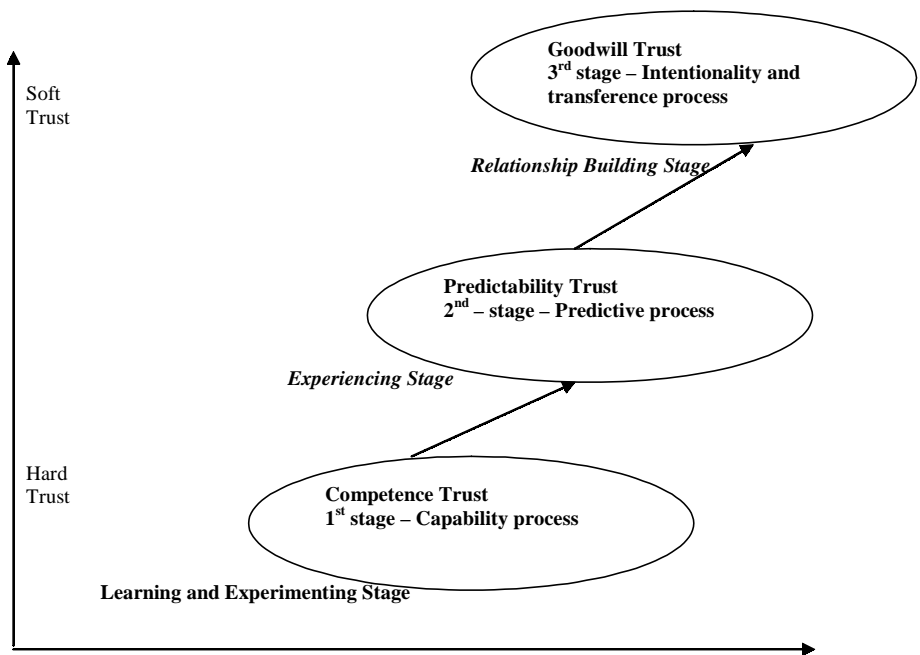 Goodwill Trust
3rd stage – Intentionality and
transference process
Soft
Trust
Relationship Building Stage
Predictability Trust
2nd – stage – Predictive process
Experiencing Stage
Hard
Trust
Competence Trust
1st stage – Capability process
Learning and Experimenting Stage